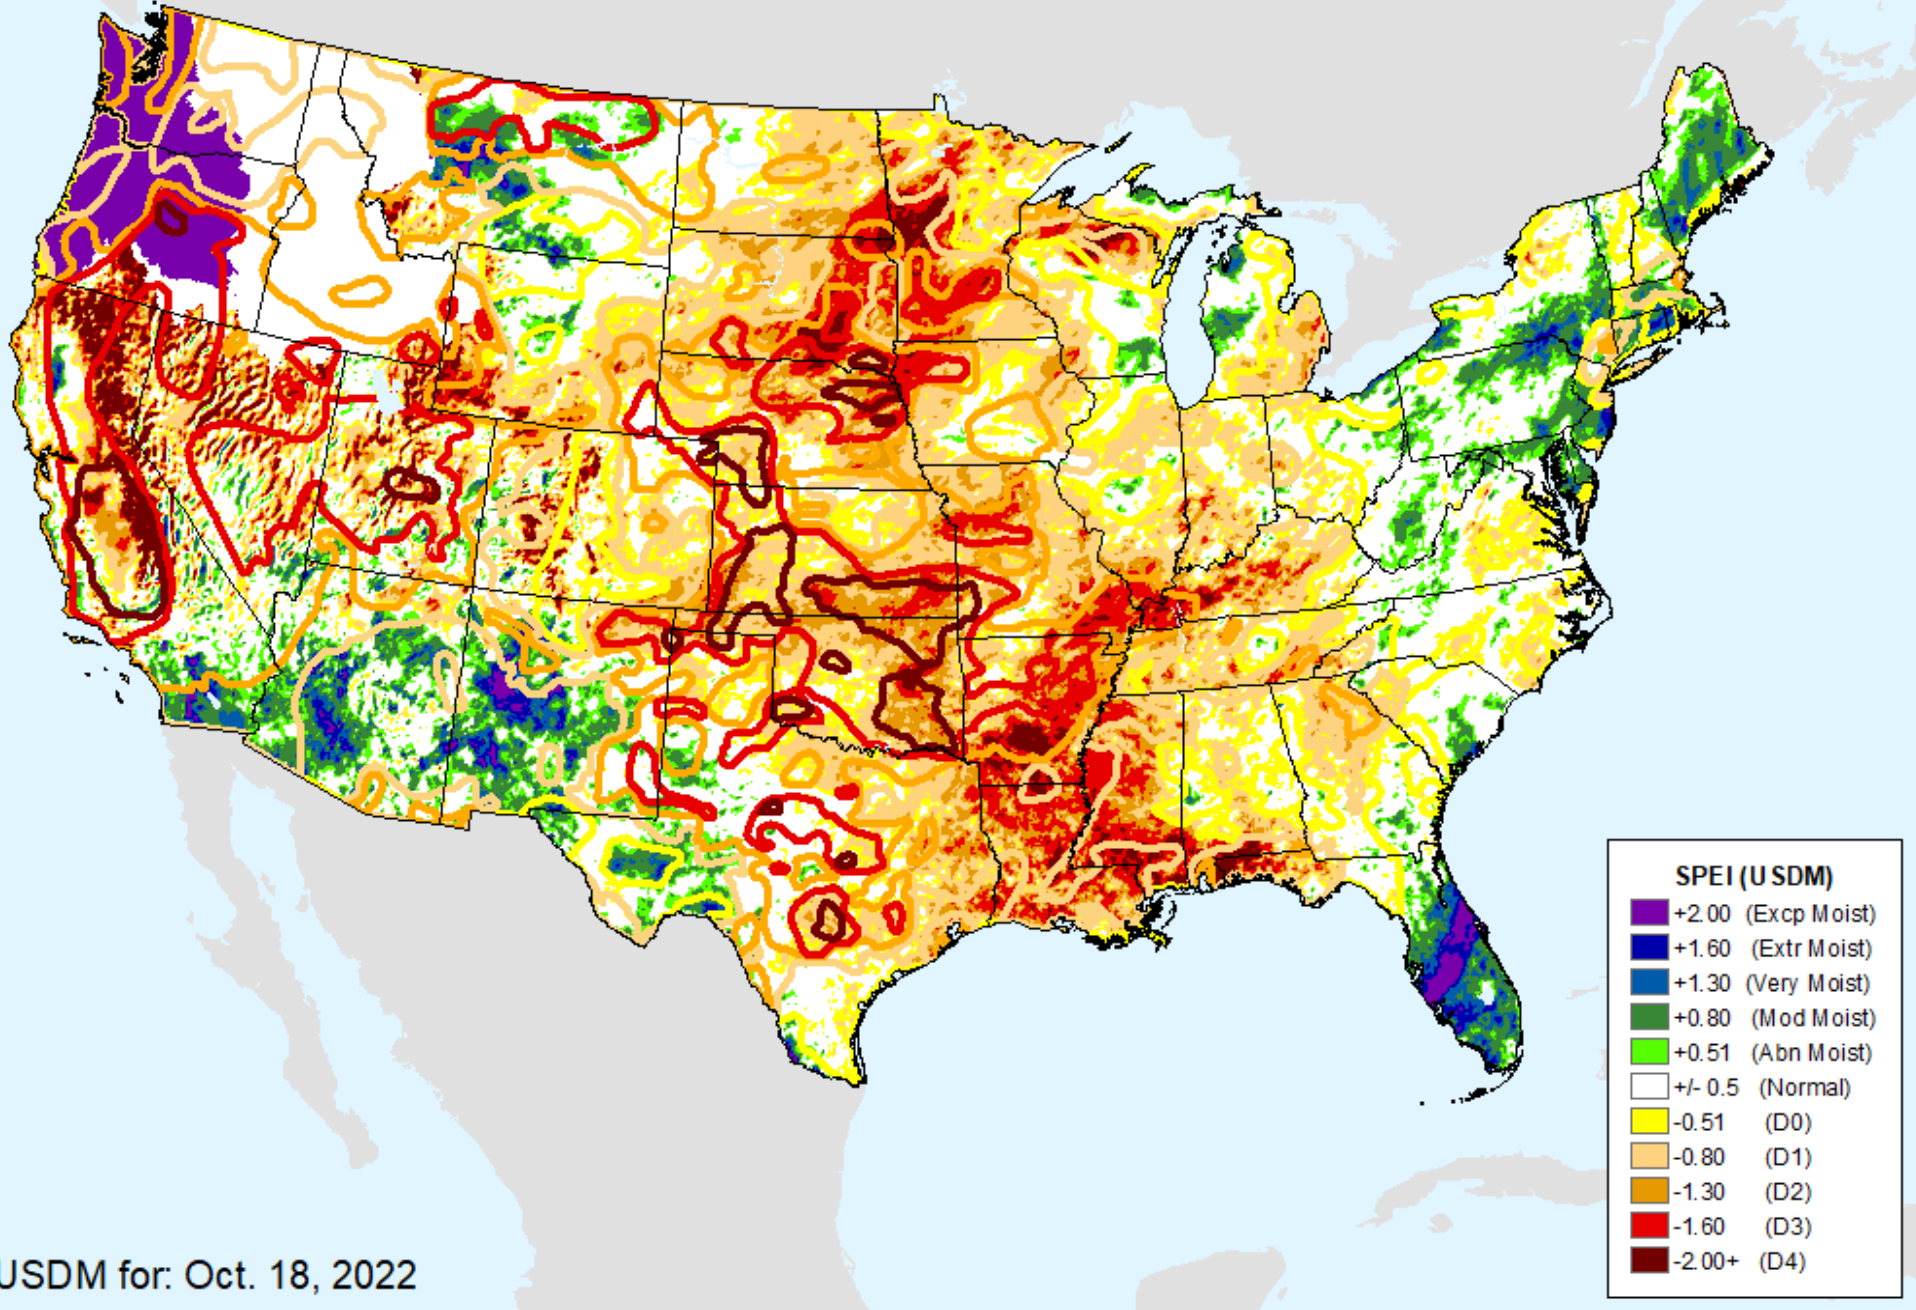 SPEI (USDM)
+2.00 (Excp Moist)
+1.60 (Extr Moist)
+1.30 (Very Moist)
+0.80 (Mod Moist)
+0.51 (Abn Moist)
+/- 0.5 (Normal)
-0.51 (D0)
-0.80 (D1)
-1.30 (D2)
-1.60 (D3)
-2.00+ (D4)
USDM for: Oct. 18, 2022